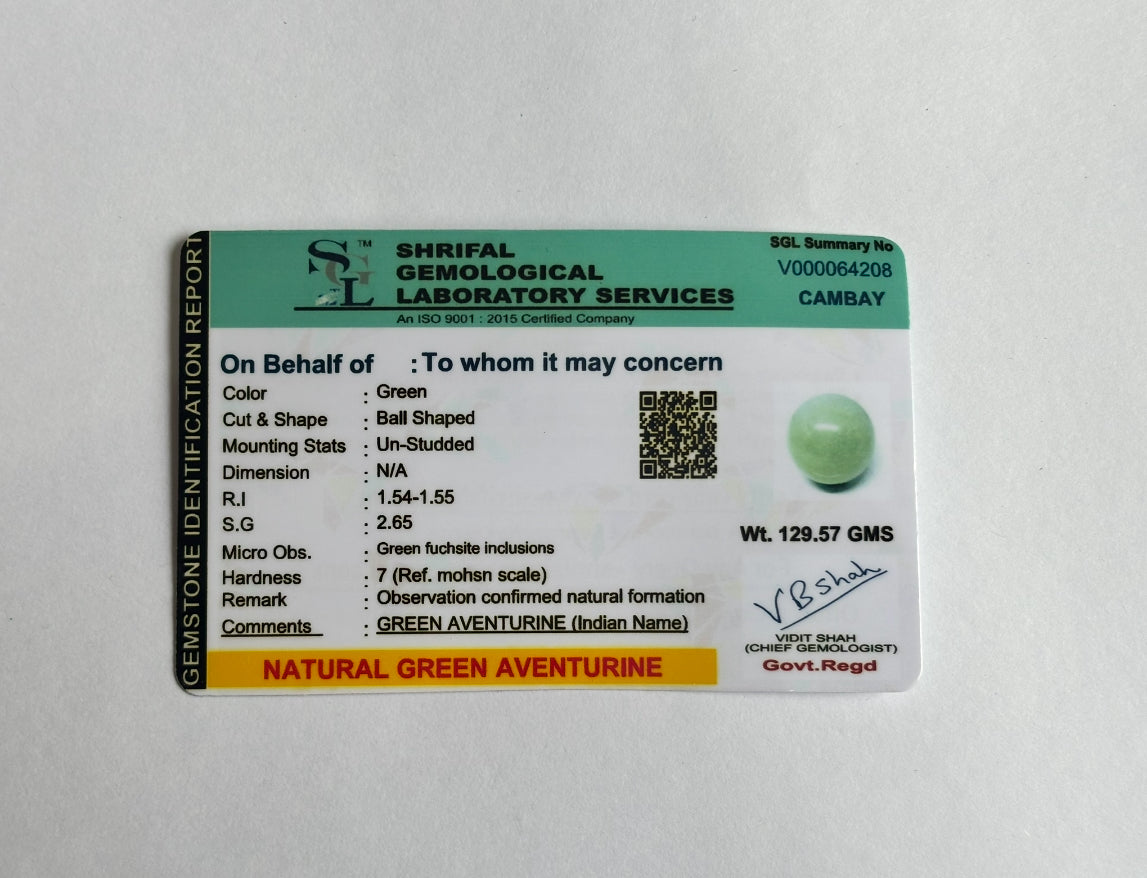 GEMSTONE IDENTIFICATION REPORT
SGL ™
SHRIFAL
GEMOLOGICAL
LABORATORY SERVICES
An ISO 9001 : 2015 Certified Company
SGL Summary No
V000064208
CAMBAY
On Behalf of : To whom it may concern
Color : Green
Cut & Shape : Ball Shaped
Mounting Stats : Un-Studded
Dimension : N/A
R.I : 1.54-1.55
S.G : 2.65
Micro Obs. : Green fuchsite inclusions
Hardness : 7 (Ref. mohsn scale)
Remark : Observation confirmed natural formation
Comments : GREEN AVENTURINE (Indian Name)
NATURAL GREEN AVENTURINE
Wt. 129.57 GMS
V B Shah
VIDIT SHAH
(CHIEF GEMOLOGIST)
Govt.Regd